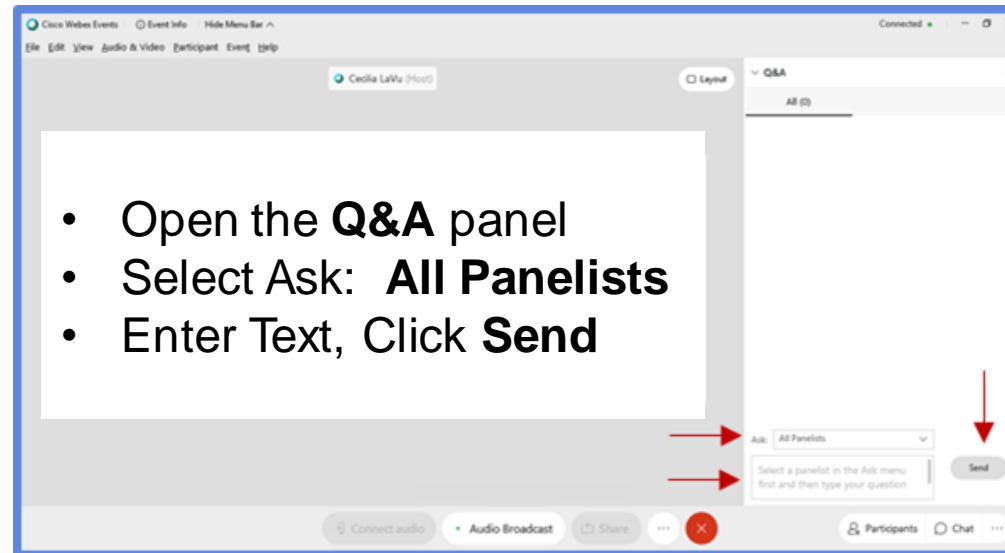 Cisco Webex Events Event Info Hide Menu Bar
Connected
File Edit View Audio & Video Participant Event Help
Cecilia LaVu (Host)
Layout
Q&A
All (0)
• Open the Q&A panel
• Select Ask: All Panelists
• Enter Text, Click Send
Ask: All Panelists
Select a panelist in the Ask menu
first and then type your question
Send
Connect audio
Audio Broadcast
Share
Participants
Chat